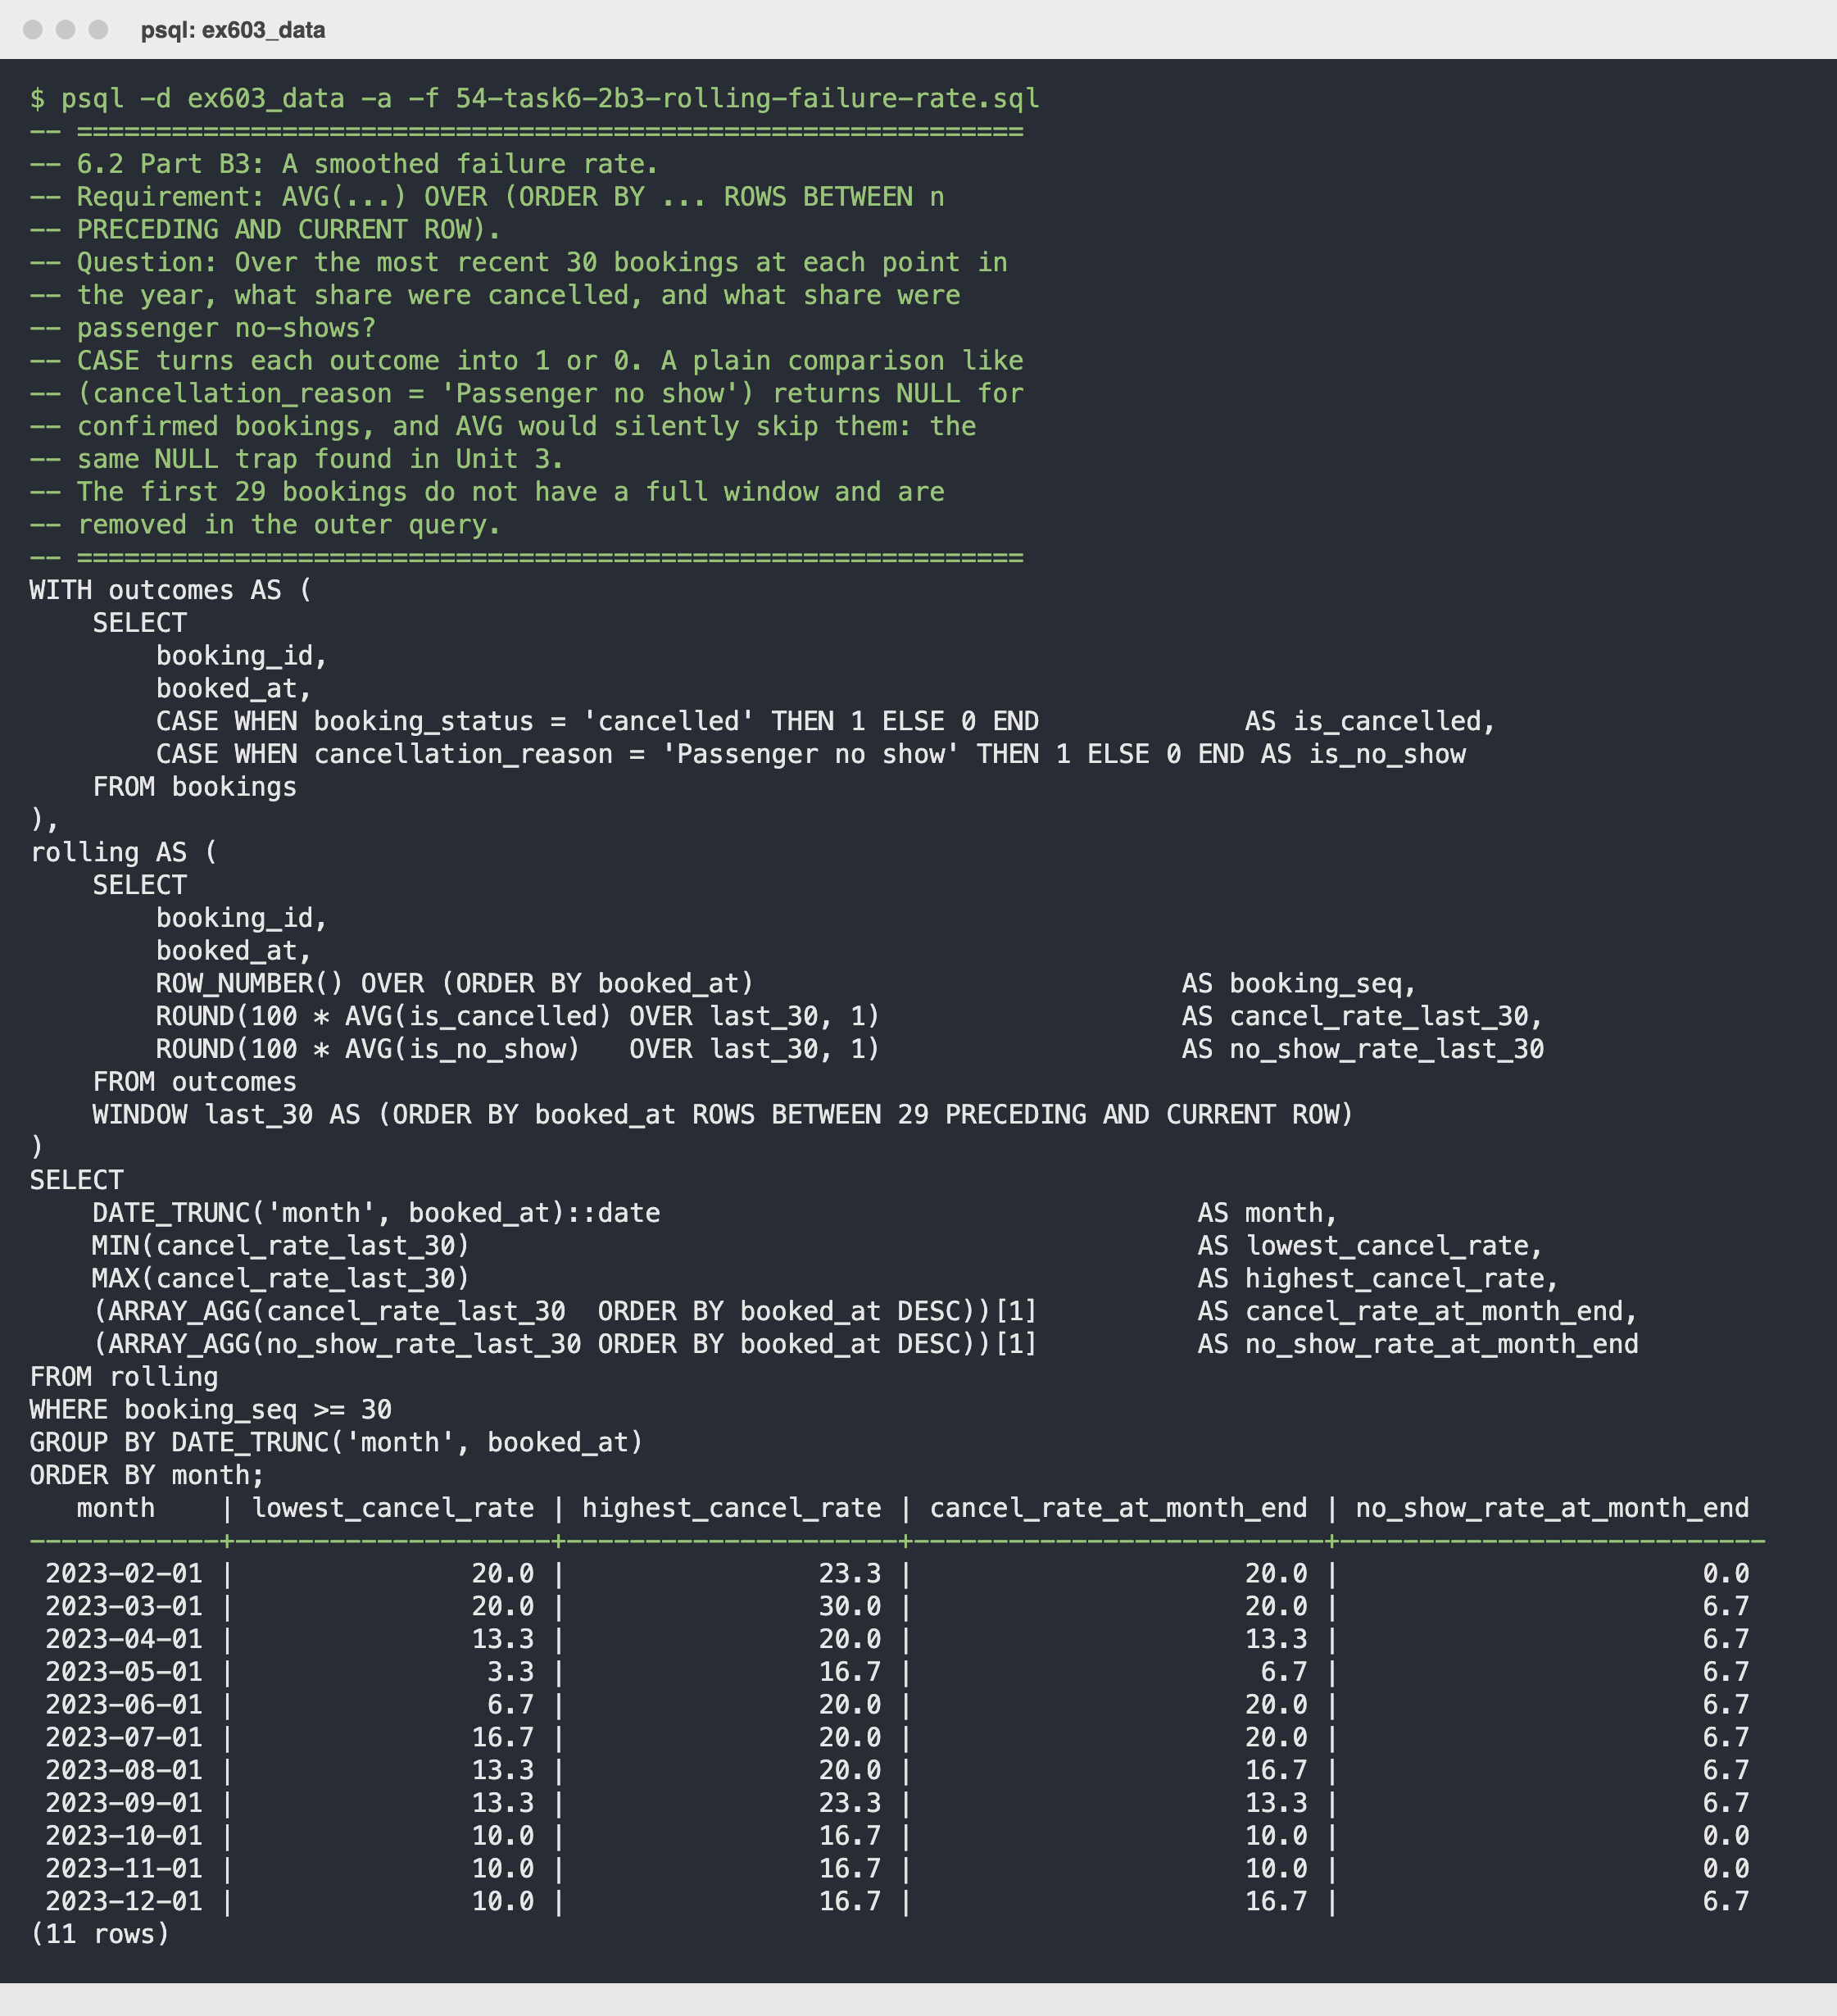 psql: ex603_data
$ psql -d ex603_data -a -f 54-task6-2b3-rolling-failure-rate.sql
-- ============================================================
-- 6.2 Part B3: A smoothed failure rate.
-- Requirement: AVG(...) OVER (ORDER BY ... ROWS BETWEEN n
-- PRECEDING AND CURRENT ROW).
-- Question: Over the most recent 30 bookings at each point in
-- the year, what share were cancelled, and what share were
-- passenger no-shows?
-- CASE turns each outcome into 1 or 0. A plain comparison like
-- (cancellation_reason = 'Passenger no show') returns NULL for
-- confirmed bookings, and AVG would silently skip them: the
-- same NULL trap found in Unit 3.
-- The first 29 bookings do not have a full window and are
-- removed in the outer query.
-- ============================================================
WITH outcomes AS (
    SELECT
        booking_id,
        booked_at,
        CASE WHEN booking_status = 'cancelled' THEN 1 ELSE 0 END             AS is_cancelled,
        CASE WHEN cancellation_reason = 'Passenger no show' THEN 1 ELSE 0 END AS is_no_show
    FROM bookings
),
rolling AS (
    SELECT
        booking_id,
        booked_at,
        ROW_NUMBER() OVER (ORDER BY booked_at)                           AS booking_seq,
        ROUND(100 * AVG(is_cancelled) OVER last_30, 1)                   AS cancel_rate_last_30,
        ROUND(100 * AVG(is_no_show)   OVER last_30, 1)                   AS no_show_rate_last_30
    FROM outcomes
    WINDOW last_30 AS (ORDER BY booked_at ROWS BETWEEN 29 PRECEDING AND CURRENT ROW)
)
SELECT
    DATE_TRUNC('month', booked_at)::date                                  AS month,
    MIN(cancel_rate_last_30)                                              AS lowest_cancel_rate,
    MAX(cancel_rate_last_30)                                              AS highest_cancel_rate,
    (ARRAY_AGG(cancel_rate_last_30  ORDER BY booked_at DESC))[1]          AS cancel_rate_at_month_end,
    (ARRAY_AGG(no_show_rate_last_30 ORDER BY booked_at DESC))[1]          AS no_show_rate_at_month_end
FROM rolling
WHERE booking_seq >= 30
GROUP BY DATE_TRUNC('month', booked_at)
ORDER BY month;
   month    | lowest_cancel_rate | highest_cancel_rate | cancel_rate_at_month_end | no_show_rate_at_month_end
------------+--------------------+---------------------+--------------------------+---------------------------
 2023-02-01 |               20.0 |                23.3 |                     20.0 |                       0.0
 2023-03-01 |               20.0 |                30.0 |                     20.0 |                       6.7
 2023-04-01 |               13.3 |                20.0 |                     13.3 |                       6.7
 2023-05-01 |                3.3 |                16.7 |                      6.7 |                       6.7
 2023-06-01 |                6.7 |                20.0 |                     20.0 |                       6.7
 2023-07-01 |               16.7 |                20.0 |                     20.0 |                       6.7
 2023-08-01 |               13.3 |                20.0 |                     16.7 |                       6.7
 2023-09-01 |               13.3 |                23.3 |                     13.3 |                       6.7
 2023-10-01 |               10.0 |                16.7 |                     10.0 |                       0.0
 2023-11-01 |               10.0 |                16.7 |                     10.0 |                       0.0
 2023-12-01 |               10.0 |                16.7 |                     16.7 |                       6.7
(11 rows)